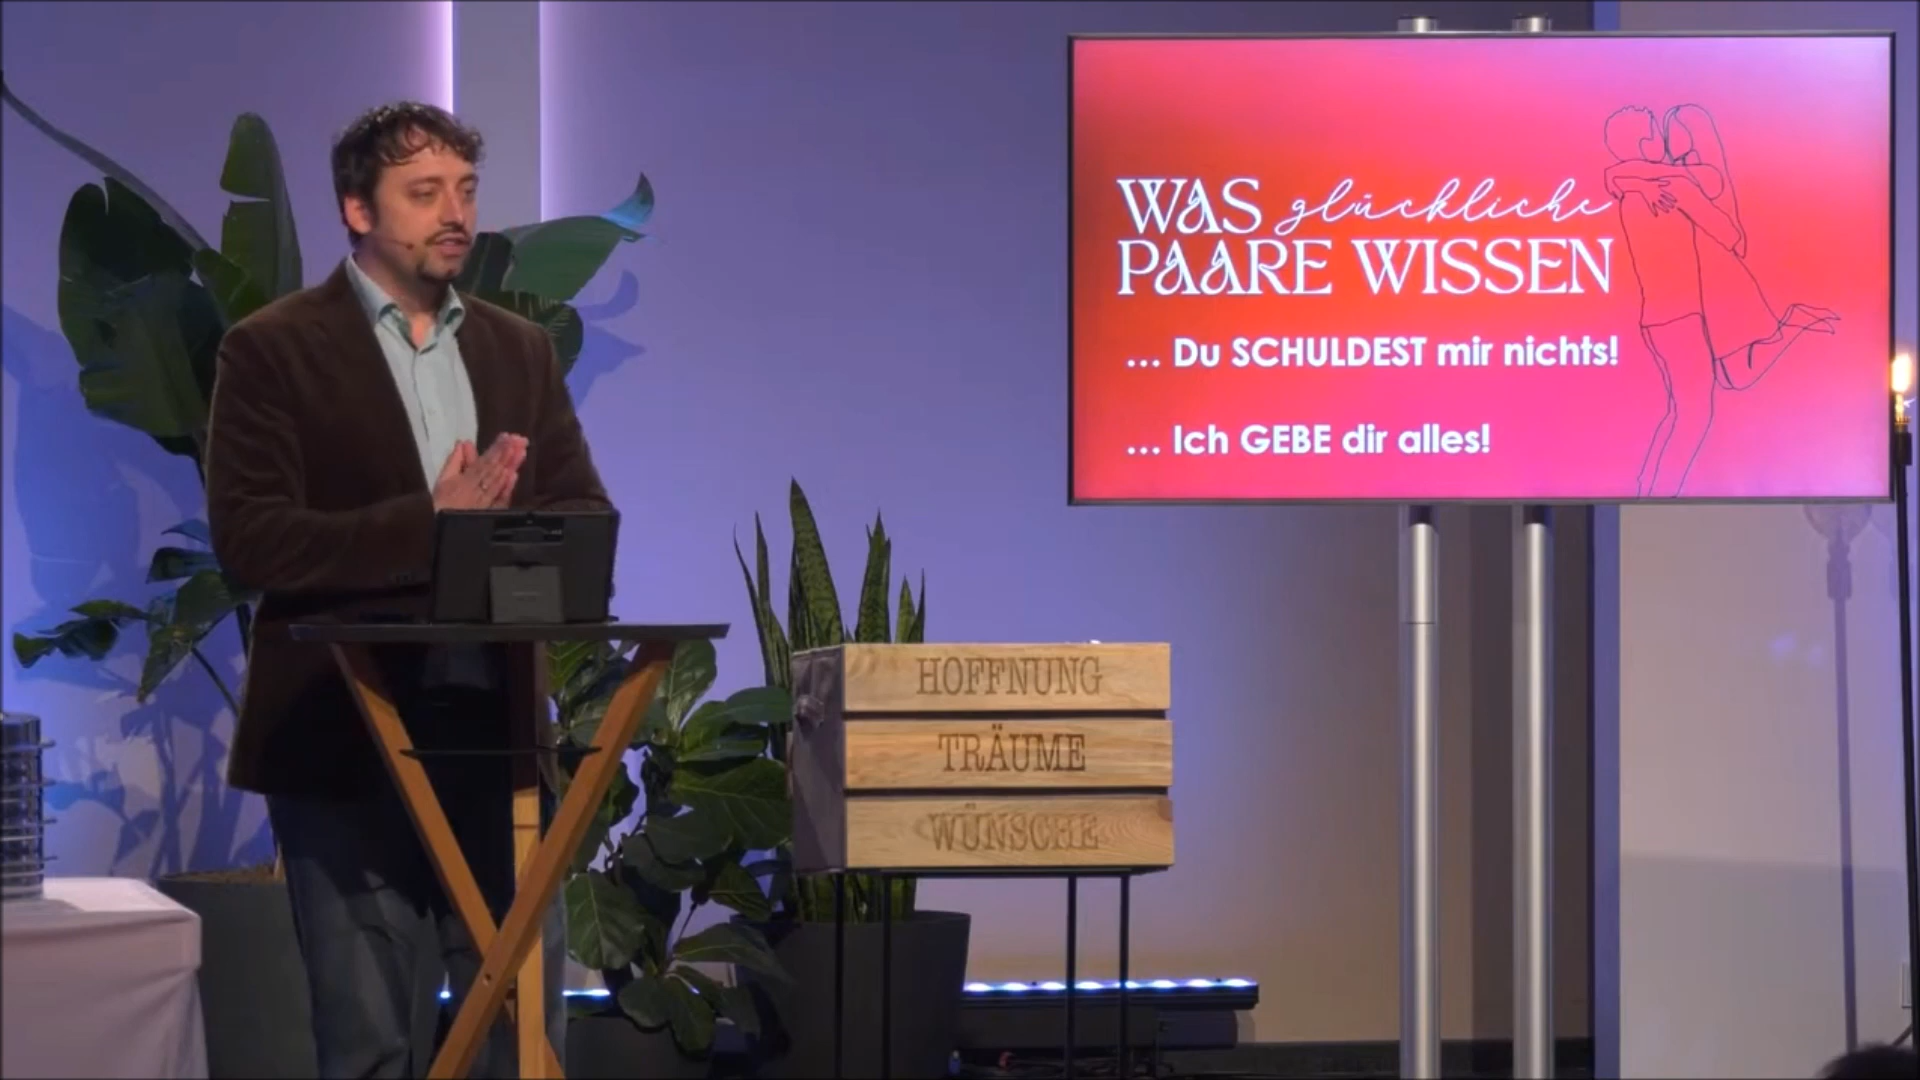 WAS glückliche
PAARE WISSEN
... Du SCHULDEST mir nichts!
... Ich GEBE dir alles!
HOFFNUNG
TRÄUME
WÜNSCHE